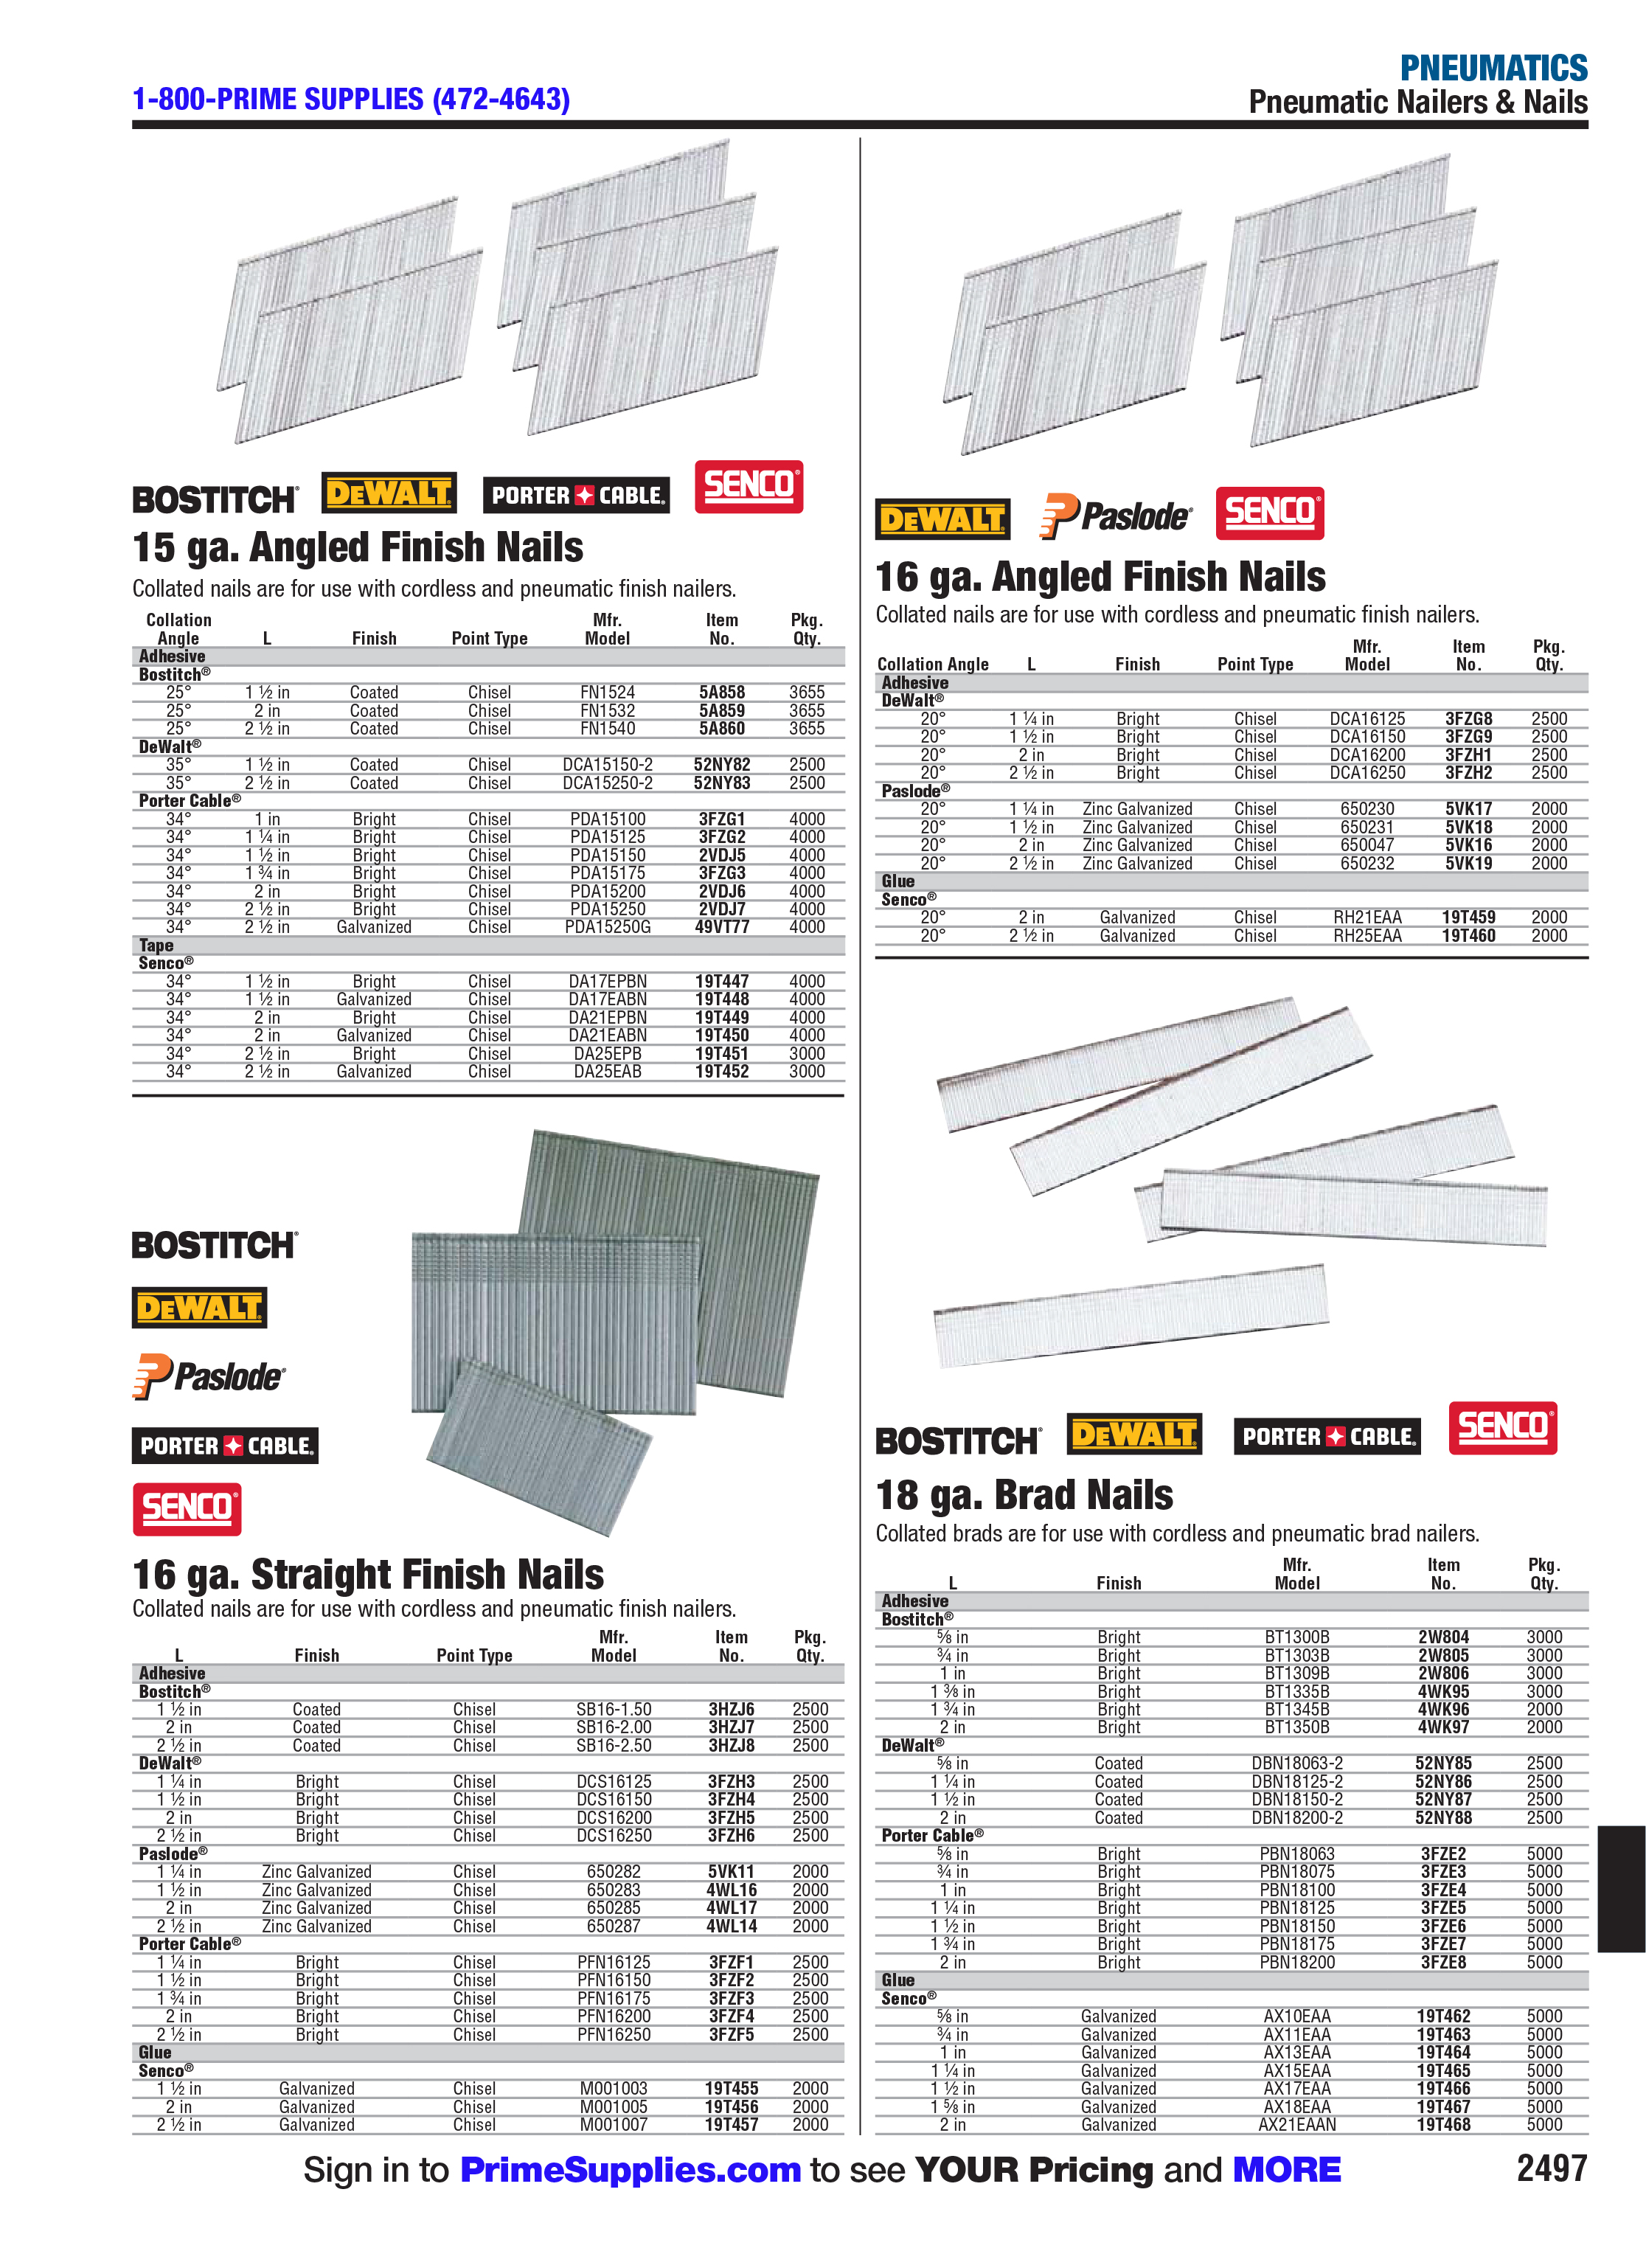 PNEUMATICS
1-800-PRIME SUPPLIES (472-4643)
Pneumatic Nailers & Nails
BOSTITCH® DEWALT® PORTER CABLE® SENCO®
15 ga. Angled Finish Nails
Collated nails are for use with cordless and pneumatic finish nailers.
Collation Mfr. Item Pkg.
Angle L Finish Point Type Model No. Qty.
Adhesive
Bostitch®
25° 1 ½ in Coated Chisel FN1524 5A858 3655
25° 2 in Coated Chisel FN1532 5A859 3655
25° 2 ½ in Coated Chisel FN1540 5A860 3655
DeWalt®
35° 1 ½ in Coated Chisel DCA15150-2 52NY82 2500
35° 2 ½ in Coated Chisel DCA15250-2 52NY83 2500
Porter Cable®
34° 1 in Bright Chisel PDA15100 3FZG1 4000
34° 1 ¼ in Bright Chisel PDA15125 3FZG2 4000
34° 1 ½ in Bright Chisel PDA15150 2VDJ5 4000
34° 1 ¾ in Bright Chisel PDA15175 3FZG3 4000
34° 2 in Bright Chisel PDA15200 2VDJ6 4000
34° 2 ½ in Bright Chisel PDA15250 2VDJ7 4000
34° 2 ½ in Galvanized Chisel PDA15250G 49VT77 4000
Tape
Senco®
34° 1 ½ in Bright Chisel DA17EPBN 19T447 4000
34° 1 ½ in Galvanized Chisel DA17EABN 19T448 4000
34° 2 in Bright Chisel DA21EPBN 19T449 4000
34° 2 in Galvanized Chisel DA21EABN 19T450 4000
34° 2 ½ in Bright Chisel DA25EPB 19T451 3000
34° 2 ½ in Galvanized Chisel DA25EAB 19T452 3000
BOSTITCH®
DEWALT®
Paslode®
PORTER CABLE®
SENCO®
16 ga. Straight Finish Nails
Collated nails are for use with cordless and pneumatic finish nailers.
Mfr. Item Pkg.
L Finish Point Type Model No. Qty.
Adhesive
Bostitch®
1 ½ in Coated Chisel SB16-1.50 3HZJ6 2500
2 in Coated Chisel SB16-2.00 3HZJ7 2500
2 ½ in Coated Chisel SB16-2.50 3HZJ8 2500
DeWalt®
1 ¼ in Bright Chisel DCS16125 3FZH3 2500
1 ½ in Bright Chisel DCS16150 3FZH4 2500
2 in Bright Chisel DCS16200 3FZH5 2500
2 ½ in Bright Chisel DCS16250 3FZH6 2500
Paslode®
1 ¼ in Zinc Galvanized Chisel 650282 5VK11 2000
1 ½ in Zinc Galvanized Chisel 650283 4WL16 2000
2 in Zinc Galvanized Chisel 650285 4WL17 2000
2 ½ in Zinc Galvanized Chisel 650287 4WL14 2000
Porter Cable®
1 ¼ in Bright Chisel PFN16125 3FZF1 2500
1 ½ in Bright Chisel PFN16150 3FZF2 2500
1 ¾ in Bright Chisel PFN16175 3FZF3 2500
2 in Bright Chisel PFN16200 3FZF4 2500
2 ½ in Bright Chisel PFN16250 3FZF5 2500
Glue
Senco®
1 ½ in Galvanized Chisel M001003 19T455 2000
2 in Galvanized Chisel M001005 19T456 2000
2 ½ in Galvanized Chisel M001007 19T457 2000
DEWALT® Paslode® SENCO®
16 ga. Angled Finish Nails
Collated nails are for use with cordless and pneumatic finish nailers.
Mfr. Item Pkg.
Collation Angle L Finish Point Type Model No. Qty.
Adhesive
DeWalt®
20° 1 ¼ in Bright Chisel DCA16125 3FZG8 2500
20° 1 ½ in Bright Chisel DCA16150 3FZG9 2500
20° 2 in Bright Chisel DCA16200 3FZH1 2500
20° 2 ½ in Bright Chisel DCA16250 3FZH2 2500
Paslode®
20° 1 ¼ in Zinc Galvanized Chisel 650230 5VK17 2000
20° 1 ½ in Zinc Galvanized Chisel 650231 5VK18 2000
20° 2 in Zinc Galvanized Chisel 650047 5VK16 2000
20° 2 ½ in Zinc Galvanized Chisel 650232 5VK19 2000
Glue
Senco®
20° 2 in Galvanized Chisel RH21EAA 19T459 2000
20° 2 ½ in Galvanized Chisel RH25EAA 19T460 2000
BOSTITCH® DEWALT® PORTER CABLE® SENCO®
18 ga. Brad Nails
Collated brads are for use with cordless and pneumatic brad nailers.
Mfr. Item Pkg.
L Finish Model No. Qty.
Adhesive
Bostitch®
⅝ in Bright BT1300B 2W804 3000
¾ in Bright BT1303B 2W805 3000
1 in Bright BT1309B 2W806 3000
1 ⅜ in Bright BT1335B 4WK95 3000
1 ¾ in Bright BT1345B 4WK96 2000
2 in Bright BT1350B 4WK97 2000
DeWalt®
⅝ in Coated DBN18063-2 52NY85 2500
1 ¼ in Coated DBN18125-2 52NY86 2500
1 ½ in Coated DBN18150-2 52NY87 2500
2 in Coated DBN18200-2 52NY88 2500
Porter Cable®
⅝ in Bright PBN18063 3FZE2 5000
¾ in Bright PBN18075 3FZE3 5000
1 in Bright PBN18100 3FZE4 5000
1 ¼ in Bright PBN18125 3FZE5 5000
1 ½ in Bright PBN18150 3FZE6 5000
1 ¾ in Bright PBN18175 3FZE7 5000
2 in Bright PBN18200 3FZE8 5000
Glue
Senco®
⅝ in Galvanized AX10EAA 19T462 5000
¾ in Galvanized AX11EAA 19T463 5000
1 in Galvanized AX13EAA 19T464 5000
1 ¼ in Galvanized AX15EAA 19T465 5000
1 ½ in Galvanized AX17EAA 19T466 5000
1 ⅝ in Galvanized AX18EAA 19T467 5000
2 in Galvanized AX21EAAN 19T468 5000
Sign in to PrimeSupplies.com to see YOUR Pricing and MORE
2497